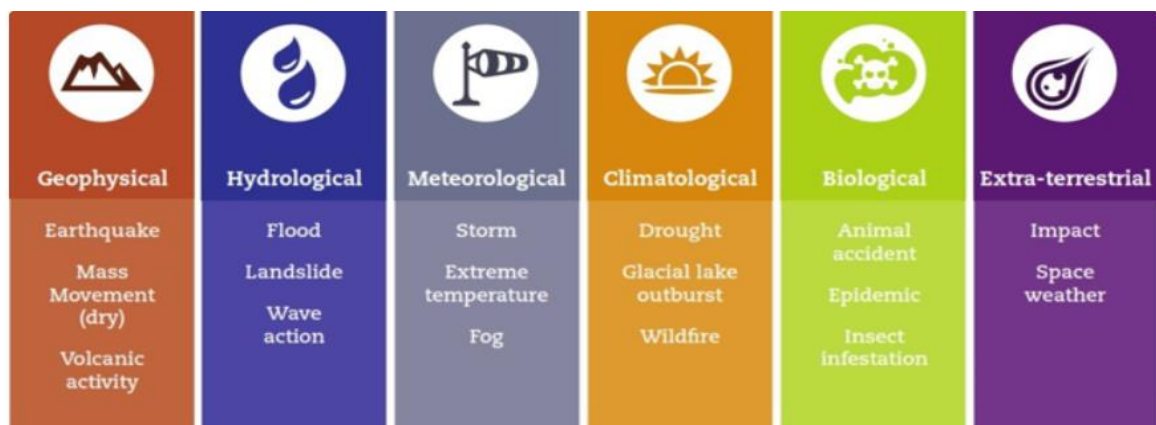 Geophysical
Earthquake
Mass
Movement
(dry)
Volcanic
activity
Hydrological
Flood
Landslide
Wave
action
Meteorological
Storm
Extreme
temperature
Fog
Climatological
Drought
Glacial lake
outburst
Wildfire
Biological
Animal
accident
Epidemic
Insect
infestation
Extra-terrestrial
Impact
Space
weather